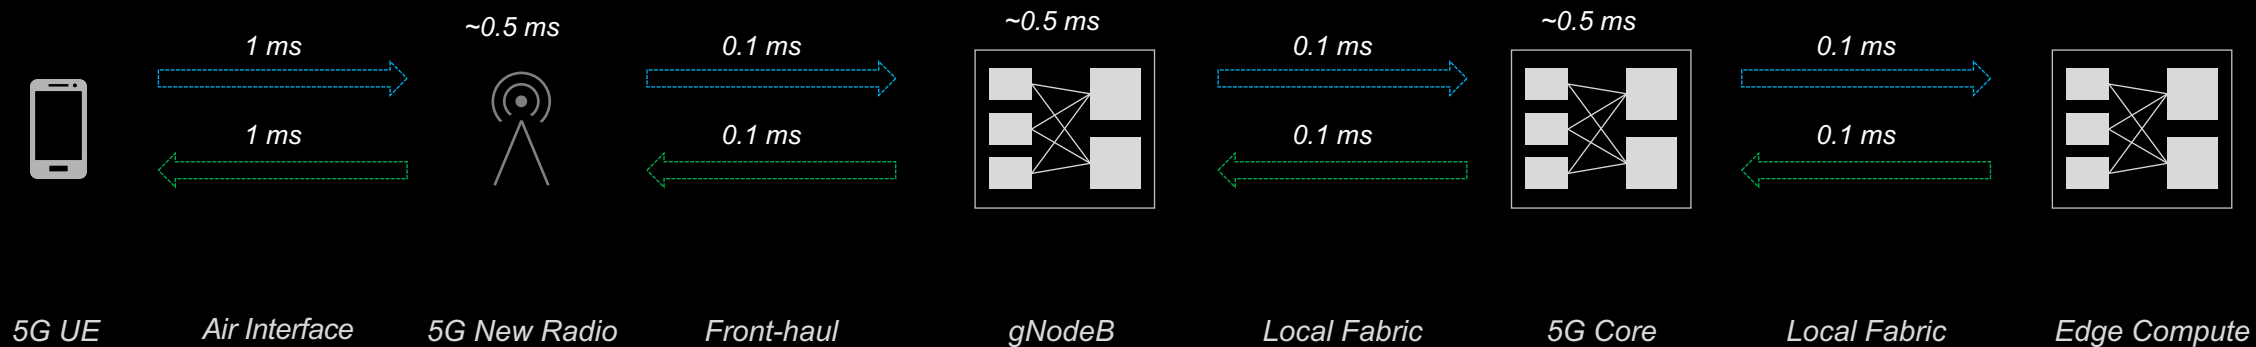 ~0.5 ms
~0.5 ms
~0.5 ms
1 ms
0.1 ms
0.1 ms
0.1 ms
1 ms
0.1 ms
0.1 ms
0.1 ms
5G UE
Air Interface
5G New Radio
Front-haul
gNodeB
Local Fabric
5G Core
Local Fabric
Edge Compute